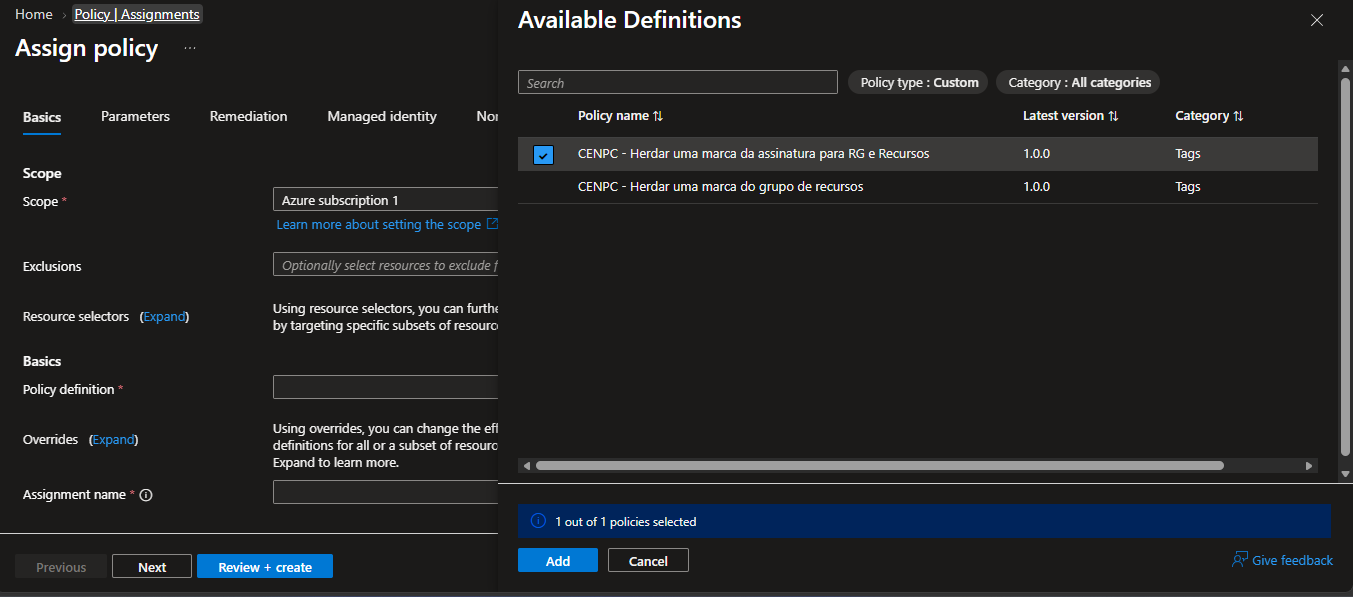 Home > Policy | Assignments
Assign policy ...
Basics Parameters Remediation Managed identity Non
Scope
Scope * Azure subscription 1
Learn more about setting the scope
Exclusions Optionally select resources to exclude f
Resource selectors (Expand) Using resource selectors, you can furthe
by targeting specific subsets of resourc
Basics
Policy definition *
Overrides (Expand) Using overrides, you can change the eff
definitions for all or a subset of resourc
Expand to learn more.
Assignment name *
Previous Next Review + create
Available Definitions
Search Policy type : Custom Category : All categories
Policy name Latest version Category
CENPC - Herdar uma marca da assinatura para RG e Recursos 1.0.0 Tags
CENPC - Herdar uma marca do grupo de recursos 1.0.0 Tags
1 out of 1 policies selected
Add Cancel Give feedback